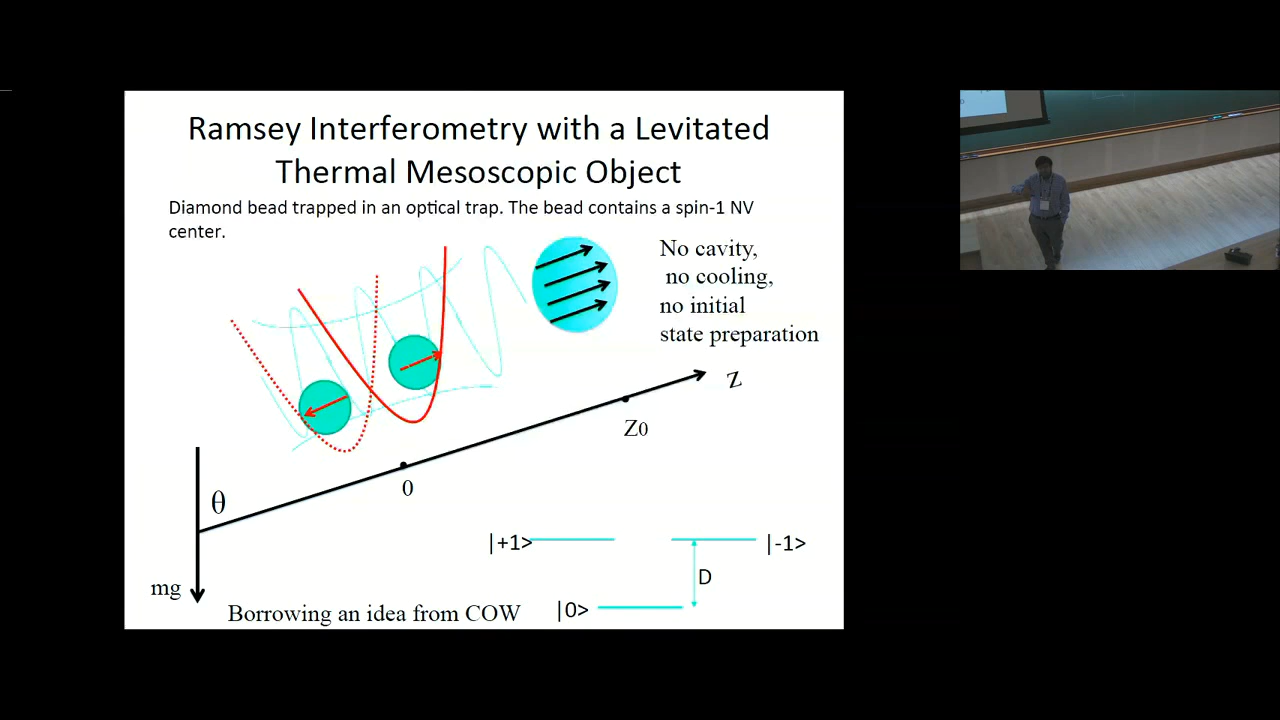 Ramsey Interferometry with a Levitated
Thermal Mesoscopic Object
Diamond bead trapped in an optical trap. The bead contains a spin-1 NV
center.
No cavity,
no cooling,
no initial
state preparation
Z
Z0
0
θ
mg
|+1>
|-1>
D
|0>
Borrowing an idea from COW